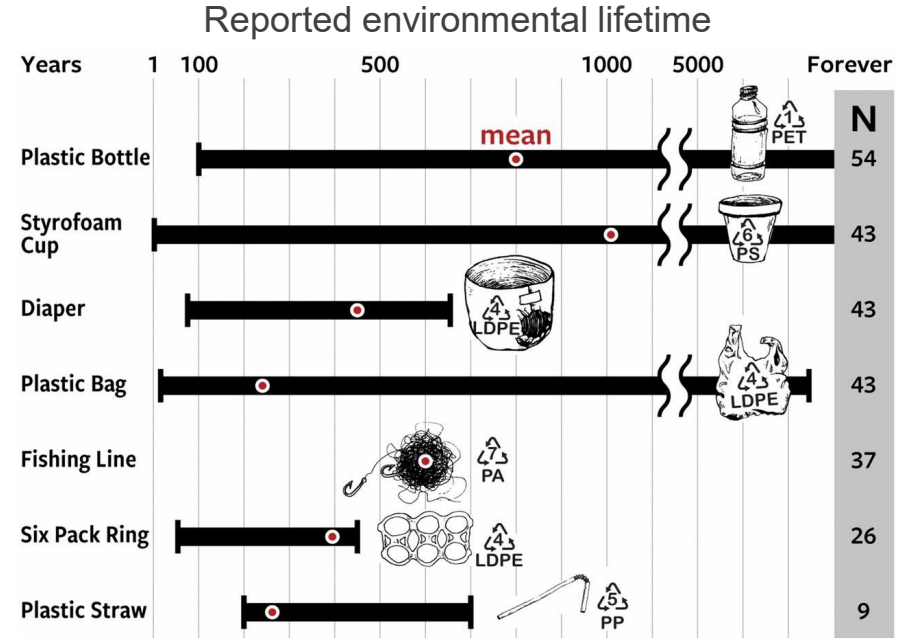 Reported environmental lifetime
Years 1 100 500 1000 5000 Forever
N
mean
Plastic Bottle 1 PET 54
Styrofoam
Cup 6 PS 43
Diaper 4 LDPE 43
Plastic Bag 4 LDPE 43
Fishing Line 7 PA 37
Six Pack Ring 4 LDPE 26
Plastic Straw 5 PP 9